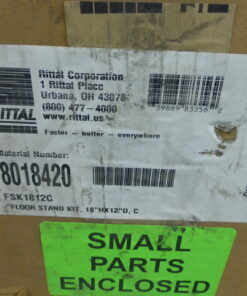 Rittal Corporation
1 Rittal Place
Urbana, OH 43078
(800) 477-4000
www.rittal.us
RITTAL
Faster - better - everywhere
Material Number:
8018420
FSK1812C
FLOOR STAND KIT, 18"HX12"D, C
SMALL
PARTS
ENCLOSED